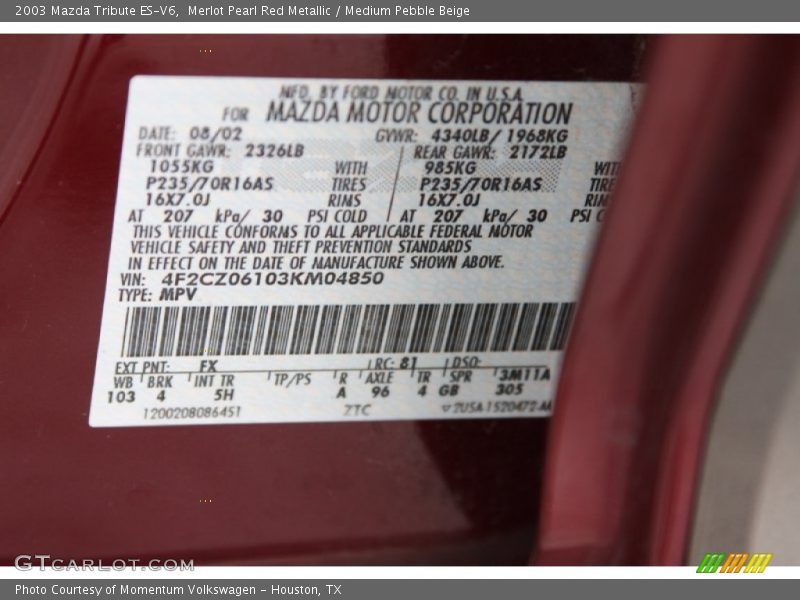 2003 Mazda Tribute ES-V6,  Merlot Pearl Red Metallic / Medium Pebble Beige
MFD. BY FORD MOTOR CO. IN U.S.A.
FOR MAZDA MOTOR CORPORATION
DATE: 08/02 GVWR: 4340LB/ 1968KG
FRONT GAWR: 2326LB REAR GAWR: 2172LB
1055KG WITH 985KG WITH
P235/70R16AS TIRES P235/70R16AS TIRE
16X7.0J RIMS 16X7.0J RIM
AT 207 kPa/ 30 PSI COLD AT 207 kPa/ 30 PSI C
THIS VEHICLE CONFORMS TO ALL APPLICABLE FEDERAL MOTOR
VEHICLE SAFETY AND THEFT PREVENTION STANDARDS
IN EFFECT ON THE DATE OF MANUFACTURE SHOWN ABOVE.
VIN: 4F2CZ06103KM04850
TYPE: MPV
EXT PNT: FX RC: 81 DSO:
WB BRK INT TR TP/PS R AXLE TR SPR 3M11A
103 4 5H A 96 4 GB 305
1200208086451 ZTC 7USA-1520472-AA
GTCARLOT.COM
Photo Courtesy of Momentum Volkswagen - Houston, TX